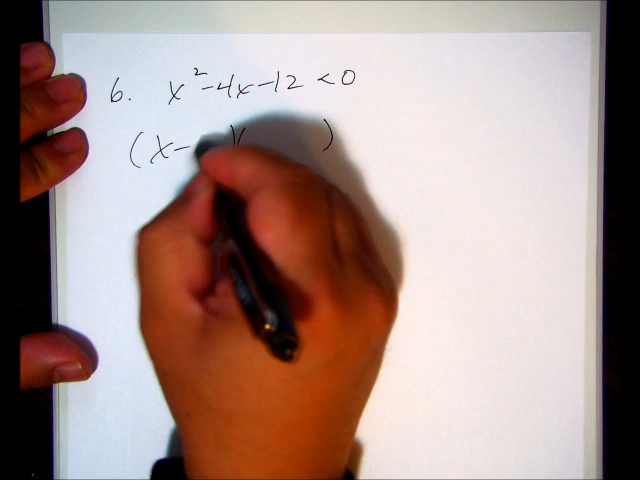 6. x²-4x-12 <0
(x- )( )